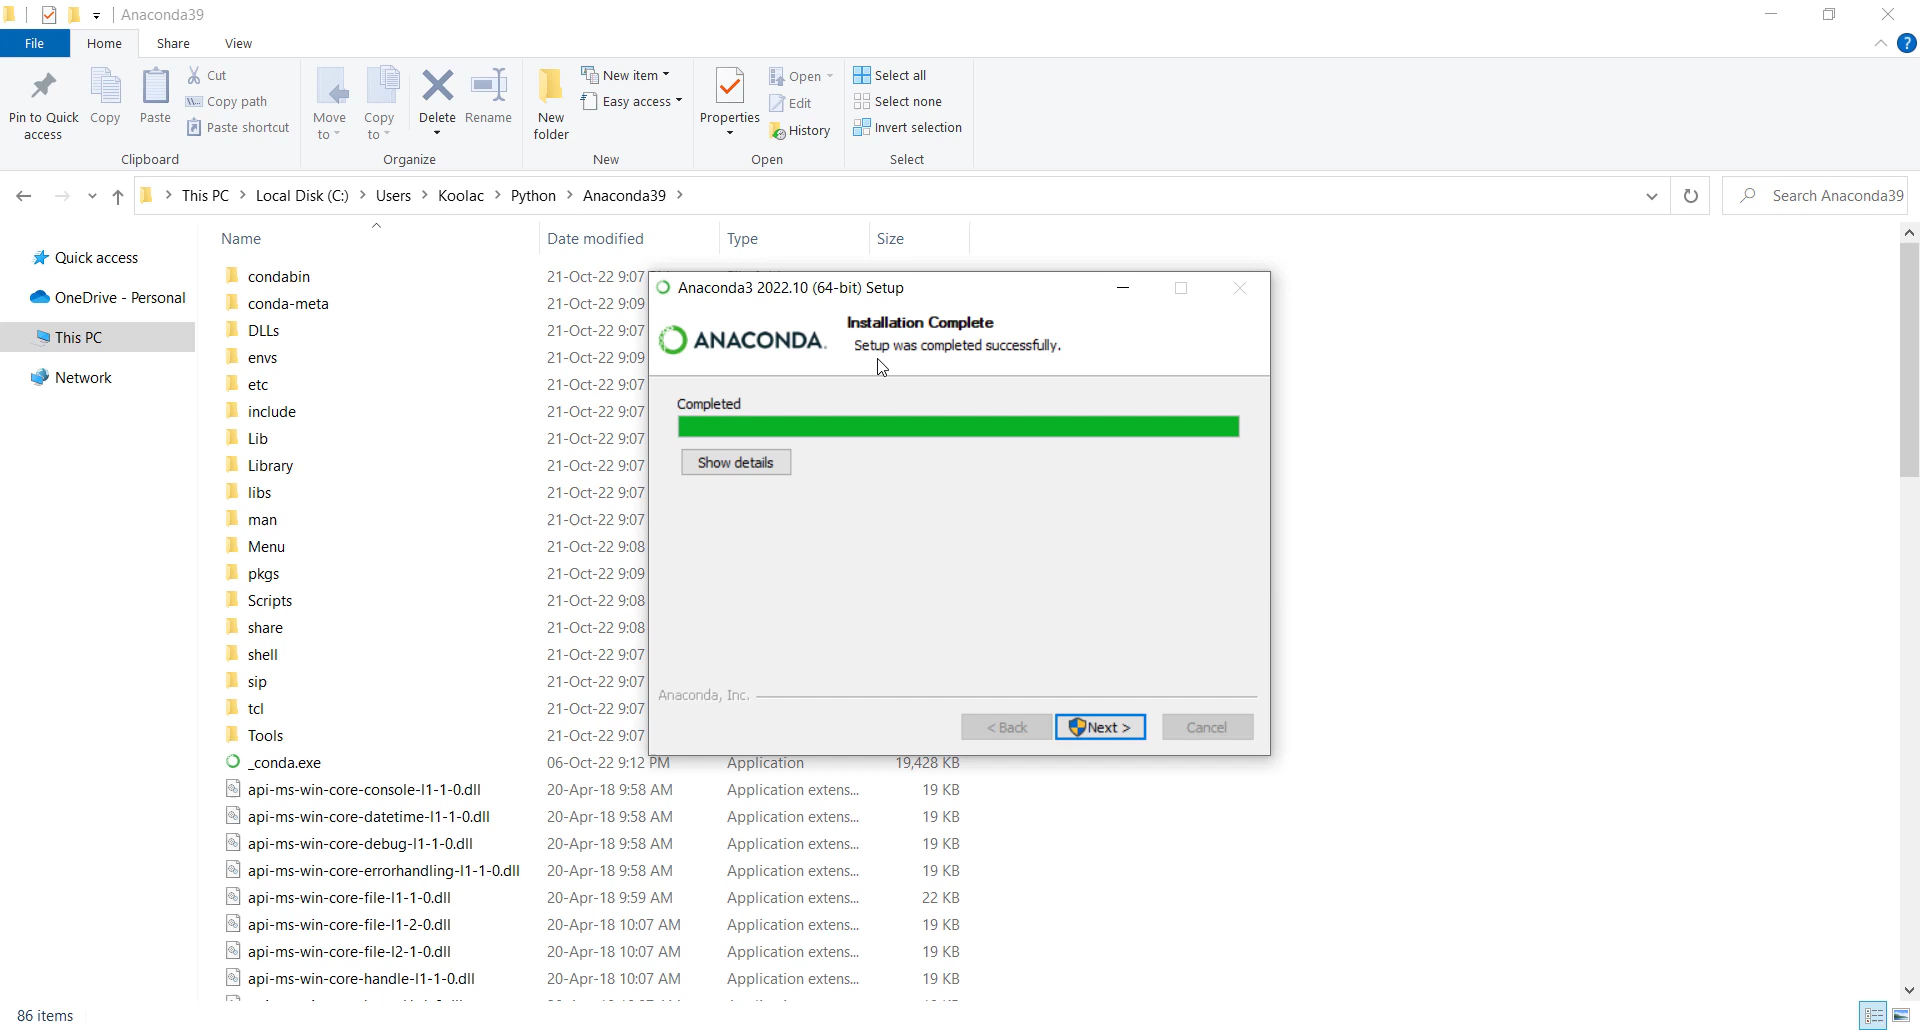 Anaconda39
File Home Share View
Pin to Quick access
Copy
Paste
Cut
Copy path
Paste shortcut
Clipboard
Move to
Copy to
Delete
Rename
Organize
New folder
New item
Easy access
New
Properties
Open
Edit
History
Open
Select all
Select none
Invert selection
Select
This PC > Local Disk (C:) > Users > Koolac > Python > Anaconda39 >
Search Anaconda39
Quick access
OneDrive - Personal
This PC
Network
Name Date modified Type Size
condabin 21-Oct-22 9:07
conda-meta 21-Oct-22 9:09
DLLs 21-Oct-22 9:07
envs 21-Oct-22 9:09
etc 21-Oct-22 9:07
include 21-Oct-22 9:07
Lib 21-Oct-22 9:07
Library 21-Oct-22 9:07
libs 21-Oct-22 9:07
man 21-Oct-22 9:07
Menu 21-Oct-22 9:08
pkgs 21-Oct-22 9:09
Scripts 21-Oct-22 9:08
share 21-Oct-22 9:08
shell 21-Oct-22 9:07
sip 21-Oct-22 9:07
tcl 21-Oct-22 9:07
Tools 21-Oct-22 9:07
_conda.exe 06-Oct-22 9:12 PM Application 19,428 KB
api-ms-win-core-console-l1-1-0.dll 20-Apr-18 9:58 AM Application extens... 19 KB
api-ms-win-core-datetime-l1-1-0.dll 20-Apr-18 9:58 AM Application extens... 19 KB
api-ms-win-core-debug-l1-1-0.dll 20-Apr-18 9:58 AM Application extens... 19 KB
api-ms-win-core-errorhandling-l1-1-0.dll 20-Apr-18 9:58 AM Application extens... 19 KB
api-ms-win-core-file-l1-1-0.dll 20-Apr-18 9:59 AM Application extens... 22 KB
api-ms-win-core-file-l1-2-0.dll 20-Apr-18 10:07 AM Application extens... 19 KB
api-ms-win-core-file-l2-1-0.dll 20-Apr-18 10:07 AM Application extens... 19 KB
api-ms-win-core-handle-l1-1-0.dll 20-Apr-18 10:07 AM Application extens... 19 KB
Anaconda3 2022.10 (64-bit) Setup
ANACONDA.
Installation Complete
Setup was completed successfully.
Completed
Show details
Anaconda, Inc.
< Back Next > Cancel
86 items